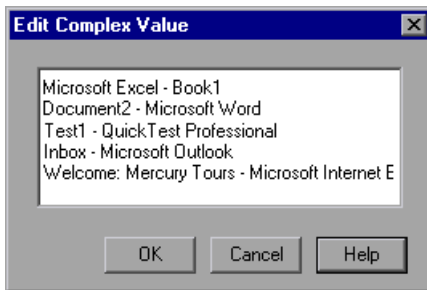 Edit Complex Value
Microsoft Excel - Book1
Document2 - Microsoft Word
Test1 - QuickTest Professional
Inbox - Microsoft Outlook
Welcome: Mercury Tours - Microsoft Internet E
OK Cancel Help